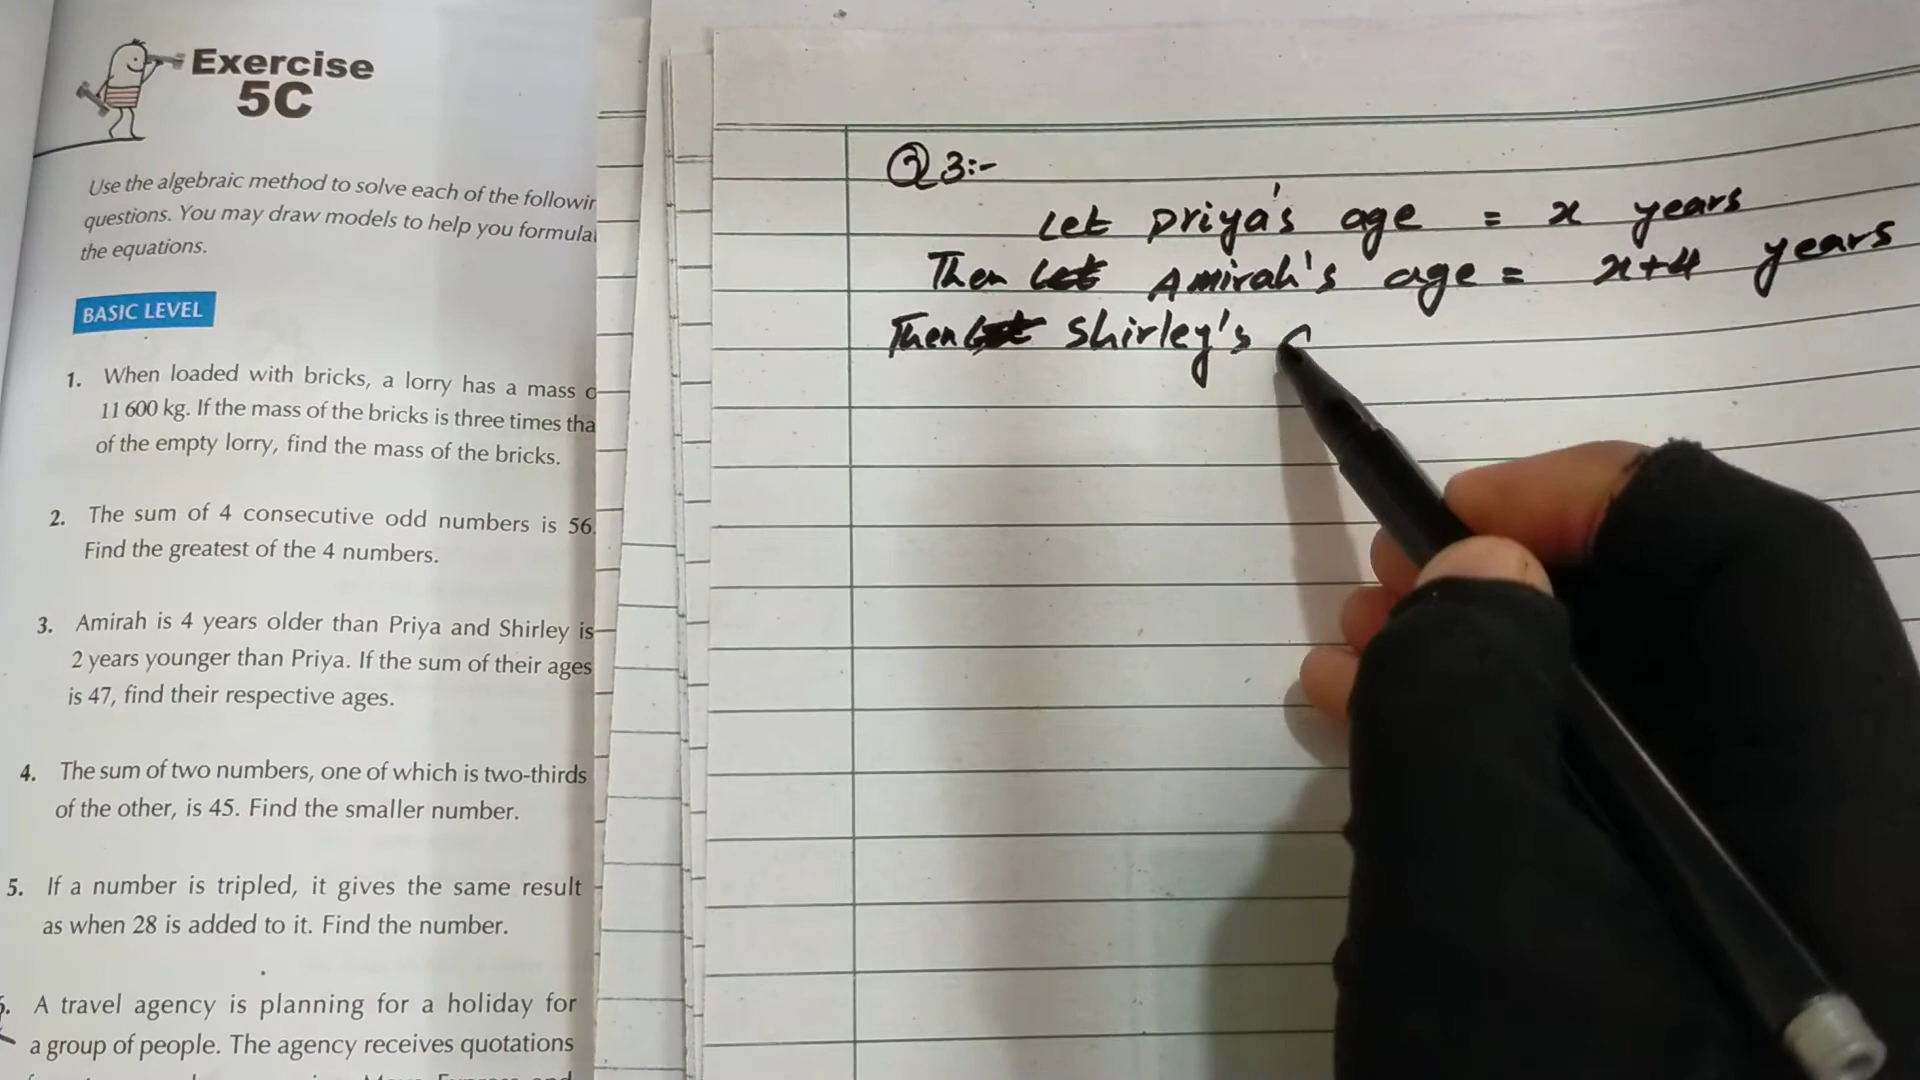 Exercise
5C
Use the algebraic method to solve each of the
questions. You may draw models to help you
the equations.
BASIC LEVEL
1. When loaded with bricks, a lorry has a mass
11 600 kg. If the mass of the bricks is three times
of the empty lorry, find the mass of the bricks.
2. The sum of 4 consecutive odd numbers is 56.
Find the greatest of the 4 numbers.
3. Amirah is 4 years older than Priya and Shirley is
2 years younger than Priya. If the sum of their ages
is 47, find their respective ages.
4. The sum of two numbers, one of which is two-thirds
of the other, is 45. Find the smaller number.
5. If a number is tripled, it gives the same result
as when 28 is added to it. Find the number.
A travel agency is planning for a holiday for
a group of people. The agency receives quotations
Q 3:-
Let Priya's age = x years
Then Amirah's age = x+4 years
Then Shirley's